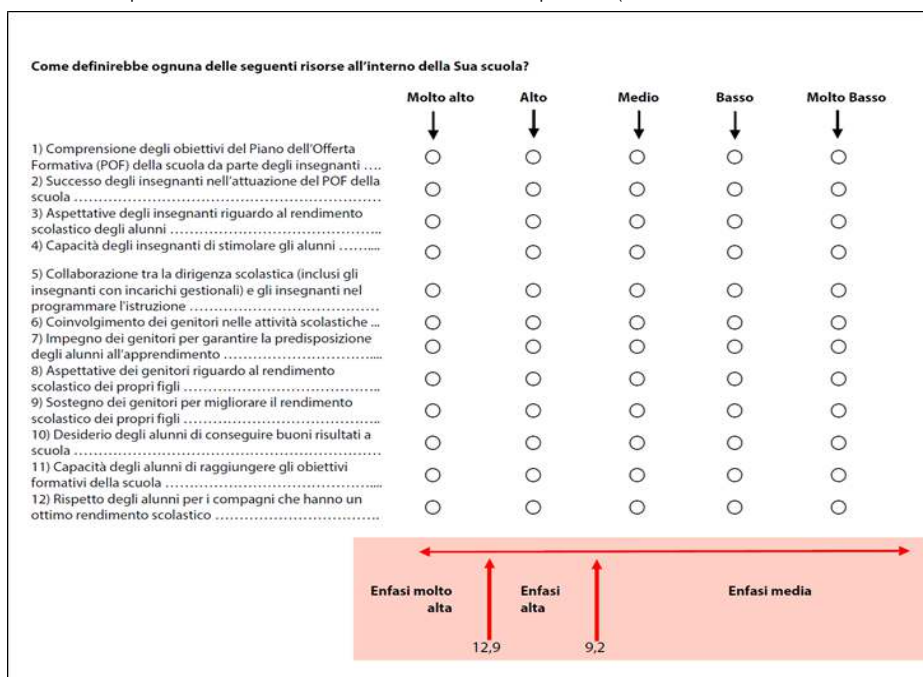 Come definirebbe ognuna delle seguenti risorse all'interno della Sua scuola?
Molto alto Alto Medio Basso Molto Basso
1) Comprensione degli obiettivi del Piano dell'Offerta
Formativa (POF) della scuola da parte degli insegnanti ....
2) Successo degli insegnanti nell'attuazione del POF della
scuola ................................................................
3) Aspettative degli insegnanti riguardo al rendimento
scolastico degli alunni .........................................
4) Capacità degli insegnanti di stimolare gli alunni ..........
5) Collaborazione tra la dirigenza scolastica (inclusi gli
insegnanti con incarichi gestionali) e gli insegnanti nel
programmare l'istruzione .....................................
6) Coinvolgimento dei genitori nelle attività scolastiche ...
7) Impegno dei genitori per garantire la predisposizione
degli alunni all'apprendimento ................................
8) Aspettative dei genitori riguardo al rendimento
scolastico dei propri figli ......................................
9) Sostegno dei genitori per migliorare il rendimento
scolastico dei propri figli ......................................
10) Desiderio degli alunni di conseguire buoni risultati a
scuola ................................................................
11) Capacità degli alunni di raggiungere gli obiettivi
formativi della scuola ..........................................
12) Rispetto degli alunni per i compagni che hanno un
ottimo rendimento scolastico ................................
Enfasi molto Enfasi Enfasi media
alta alta
12,9 9,2